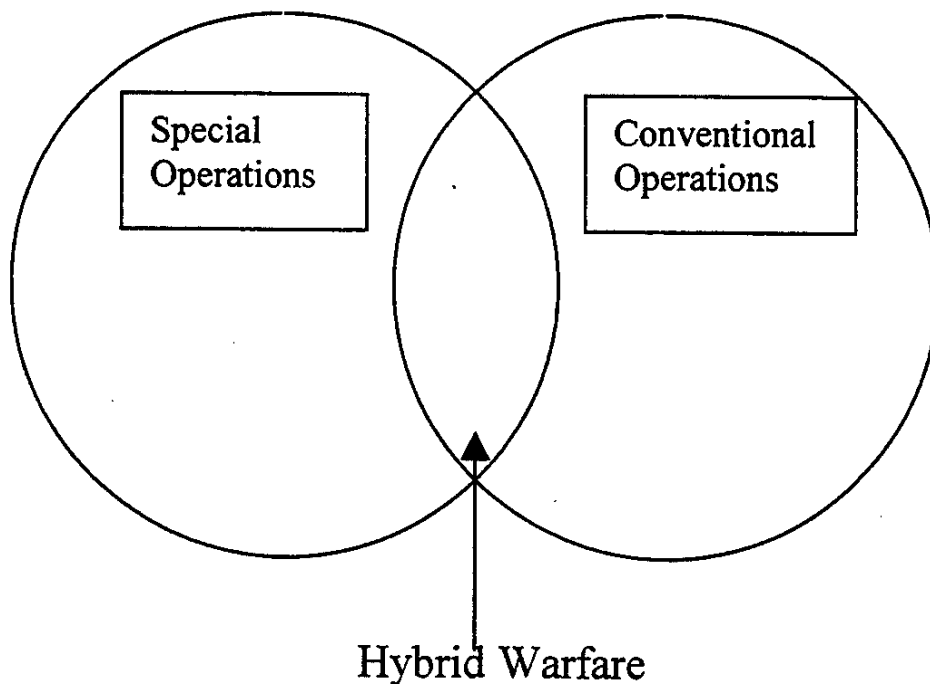 Special
Operations
Conventional
Operations
Hybrid Warfare